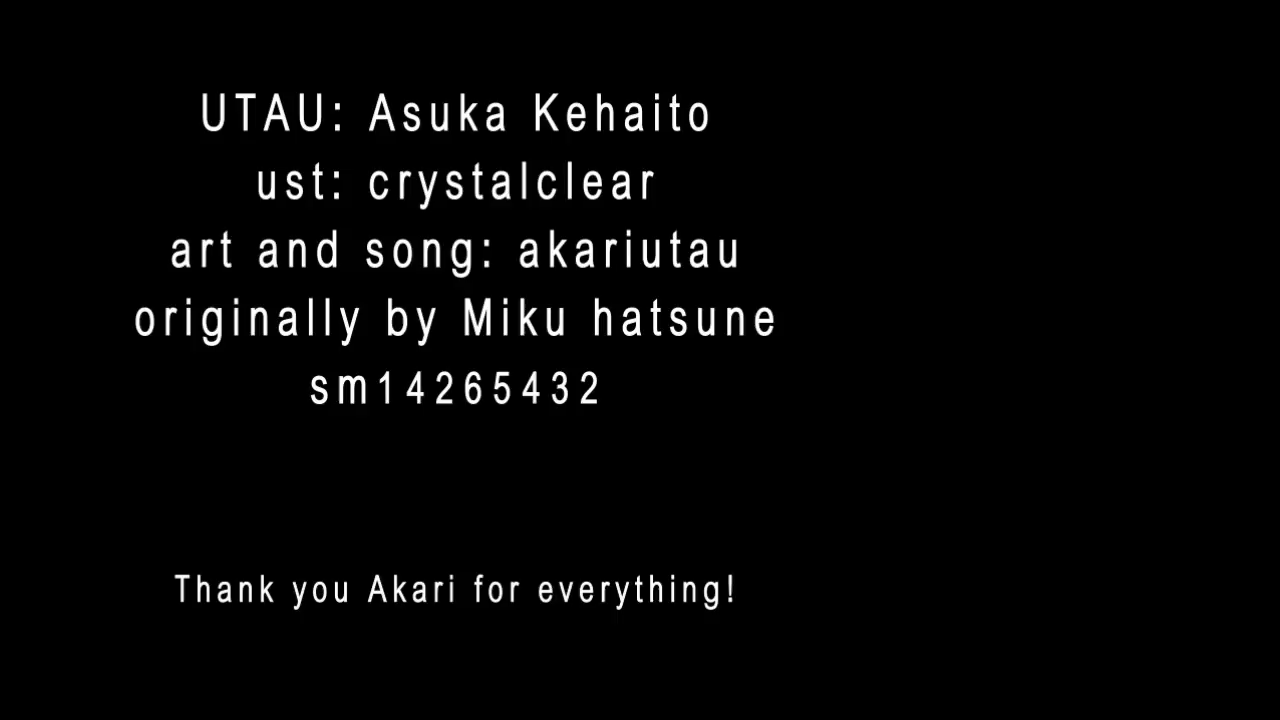 UTAU: Asuka Kehaito
ust: crystalclear
art and song: akariutau
originally by Miku hatsune
sm14265432
Thank you Akari for everything!